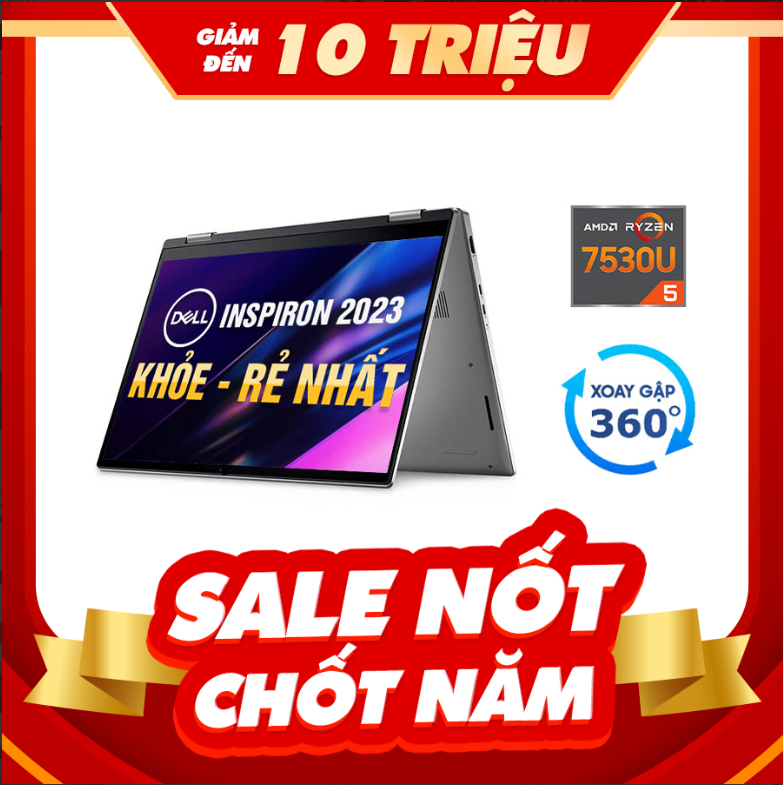 GIẢM
ĐẾN
10 TRIỆU
DELL INSPIRON 2023
KHỎE - RẺ NHẤT
AMD RYZEN
7530U
5
XOAY GẬP
360°
SALE NỐT
CHỐT NĂM